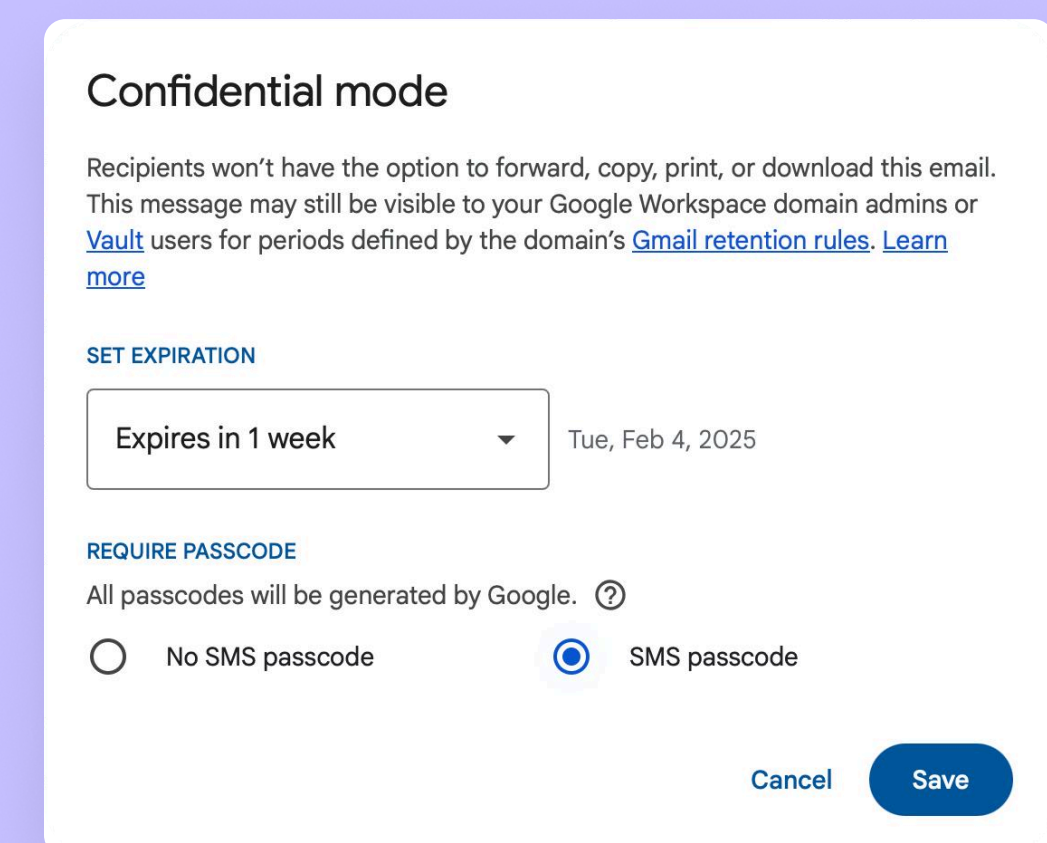 Confidential mode
Recipients won’t have the option to forward, copy, print, or download this email.
This message may still be visible to your Google Workspace domain admins or
Vault users for periods defined by the domain’s Gmail retention rules. Learn
more
SET EXPIRATION
Expires in 1 week Tue, Feb 4, 2025
REQUIRE PASSCODE
All passcodes will be generated by Google. ?
No SMS passcode SMS passcode
Cancel Save